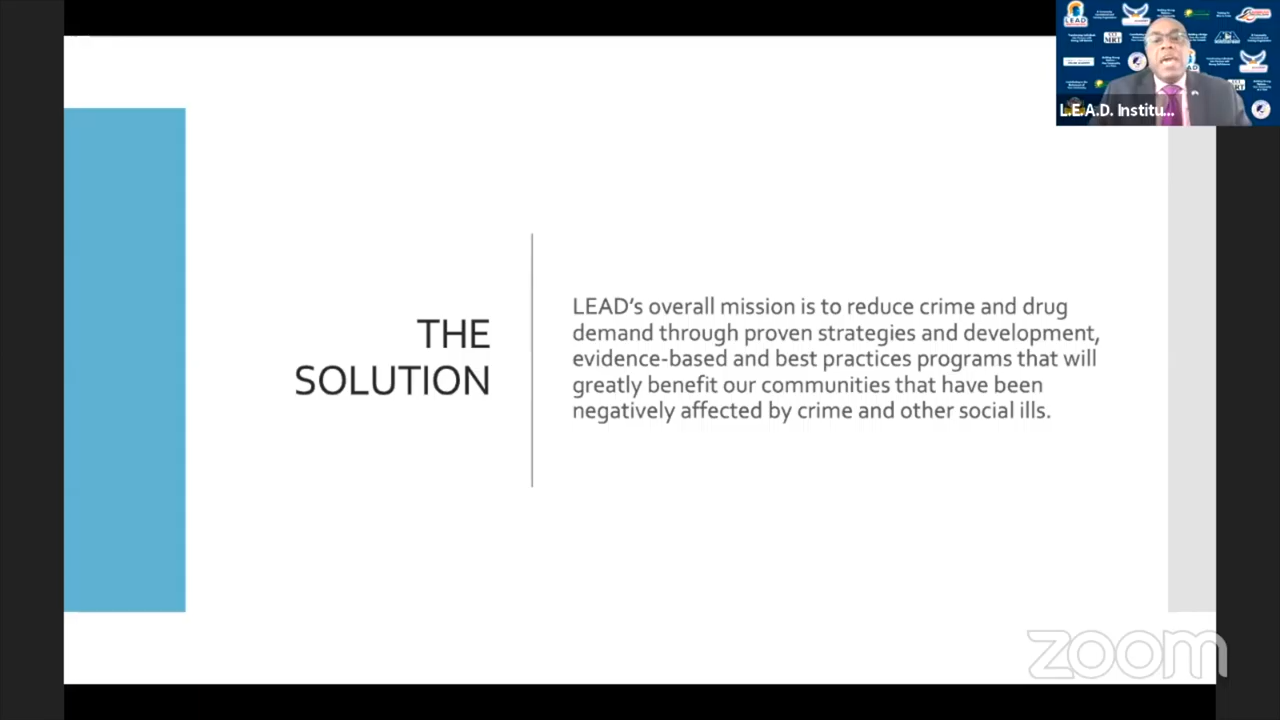 LEAD
L.E.A.D. Institu...
THE
SOLUTION
LEAD's overall mission is to reduce crime and drug
demand through proven strategies and development,
evidence-based and best practices programs that will
greatly benefit our communities that have been
negatively affected by crime and other social ills.
zoom